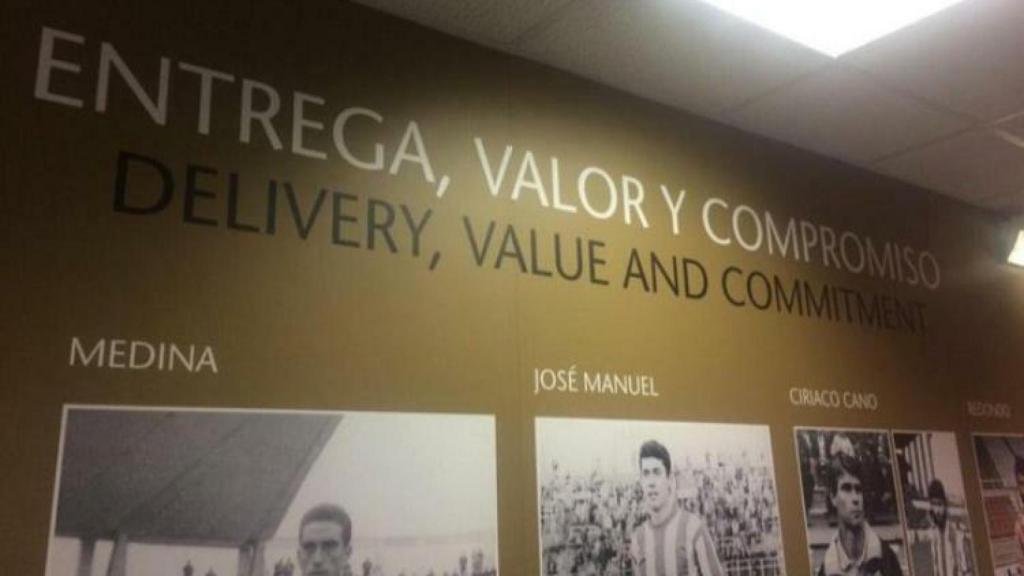 ENTREGA, VALOR Y COMPROMISO
DELIVERY, VALUE AND COMMITMENT
MEDINA
JOSÉ MANUEL
CIRIACO CANO
REDONDO